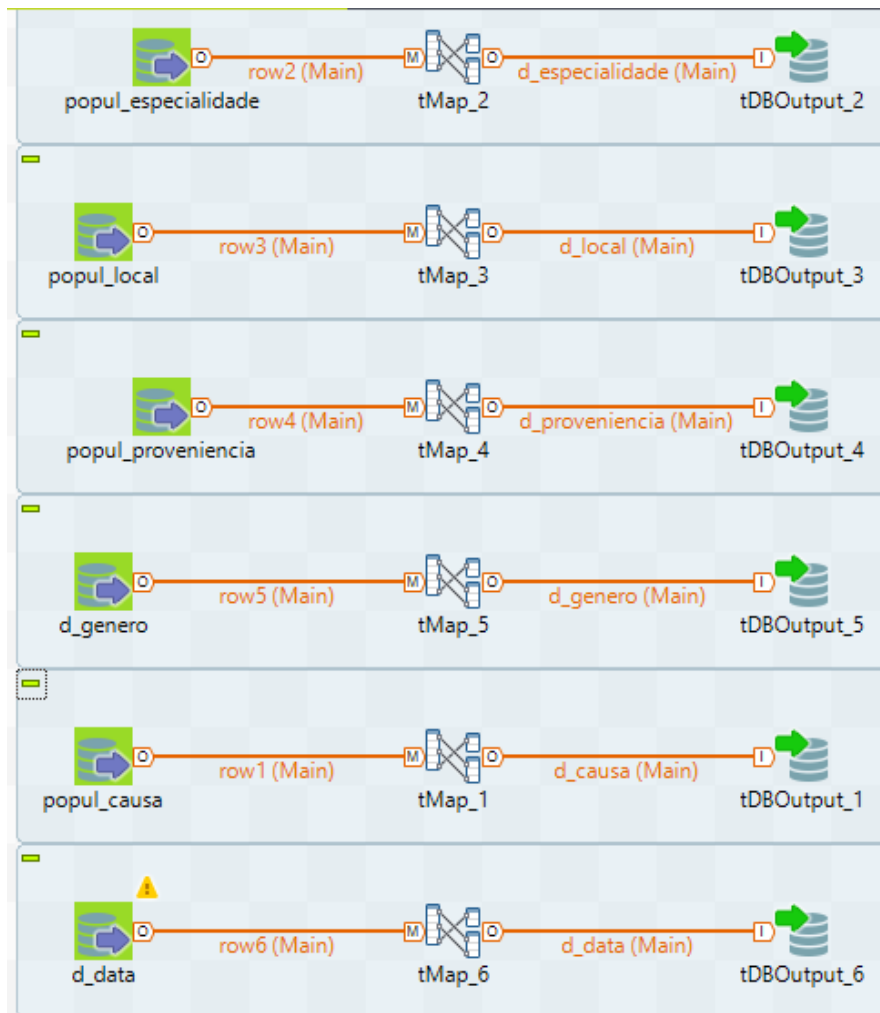 O row2 (Main) M O d_especialidade (Main) I
popul_especialidade tMap_2 tDBOutput_2
O row3 (Main) M O d_local (Main) I
popul_local tMap_3 tDBOutput_3
O row4 (Main) M O d_proveniencia (Main) I
popul_proveniencia tMap_4 tDBOutput_4
O row5 (Main) M O d_genero (Main) I
d_genero tMap_5 tDBOutput_5
O row1 (Main) M O d_causa (Main) I
popul_causa tMap_1 tDBOutput_1
O row6 (Main) M O d_data (Main) I
d_data tMap_6 tDBOutput_6